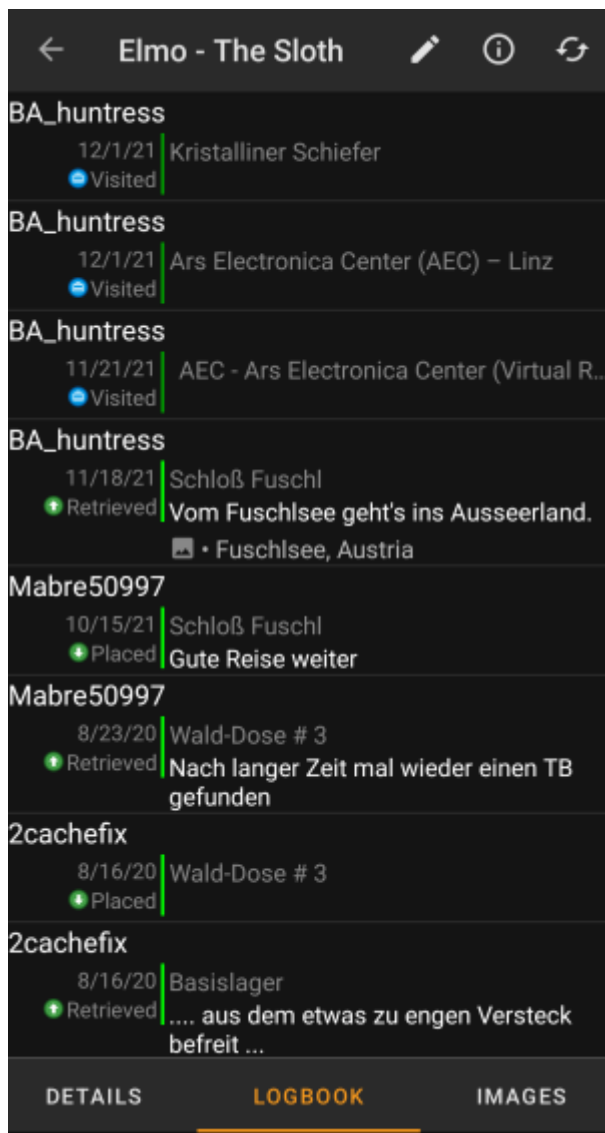 Elmo - The Sloth
BA_huntress
12/1/21 Kristalliner Schiefer
Visited
BA_huntress
12/1/21 Ars Electronica Center (AEC) – Linz
Visited
BA_huntress
11/21/21 AEC - Ars Electronica Center (Virtual R..
Visited
BA_huntress
11/18/21 Schloß Fuschl
Retrieved Vom Fuschlsee geht's ins Ausseerland.
• Fuschlsee, Austria
Mabre50997
10/15/21 Schloß Fuschl
Placed Gute Reise weiter
Mabre50997
8/23/20 Wald-Dose # 3
Retrieved Nach langer Zeit mal wieder einen TB
gefunden
2cachefix
8/16/20 Wald-Dose # 3
Placed
2cachefix
8/16/20 Basislager
Retrieved .... aus dem etwas zu engen Versteck
befreit ...
DETAILS LOGBOOK IMAGES